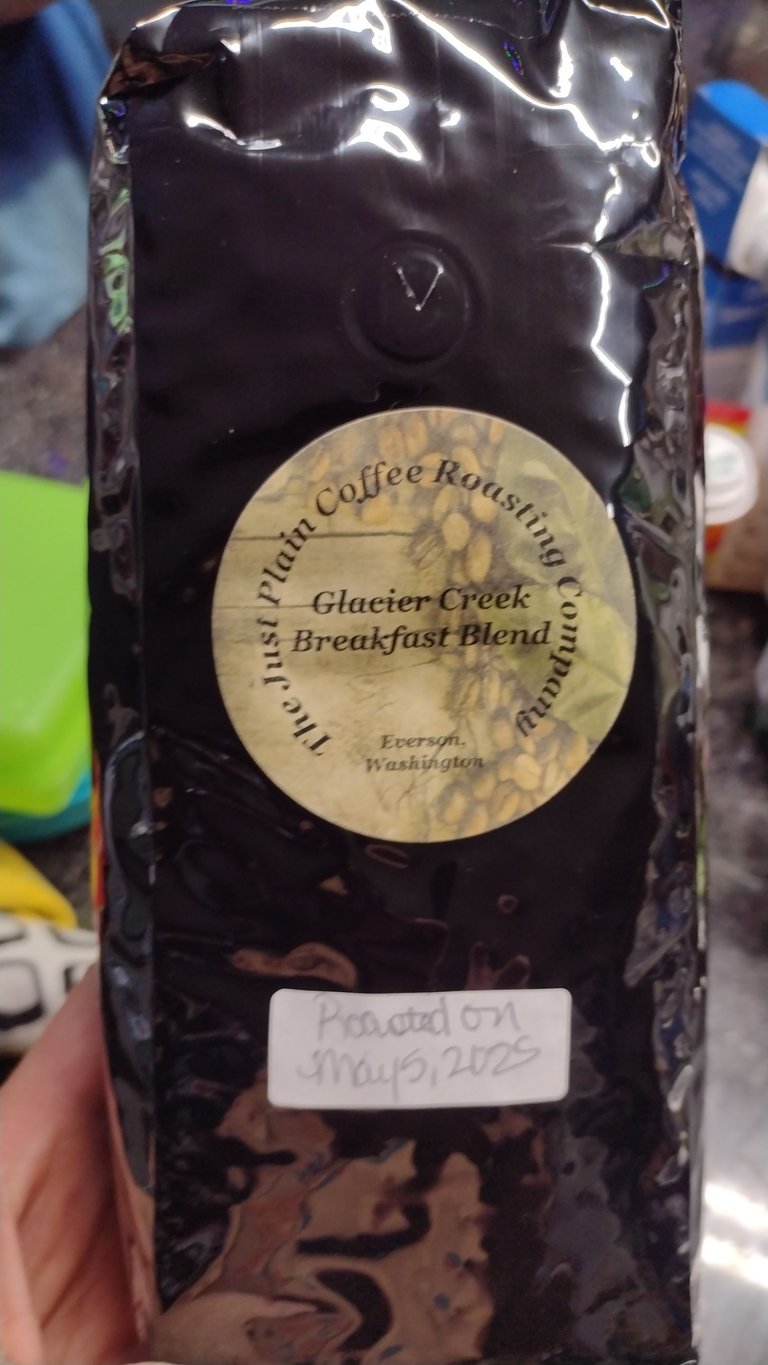 The Just Plain Coffee Roasting Company
Glacier Creek
Breakfast Blend
Everson,
Washington
Roasted on
May 5, 2025